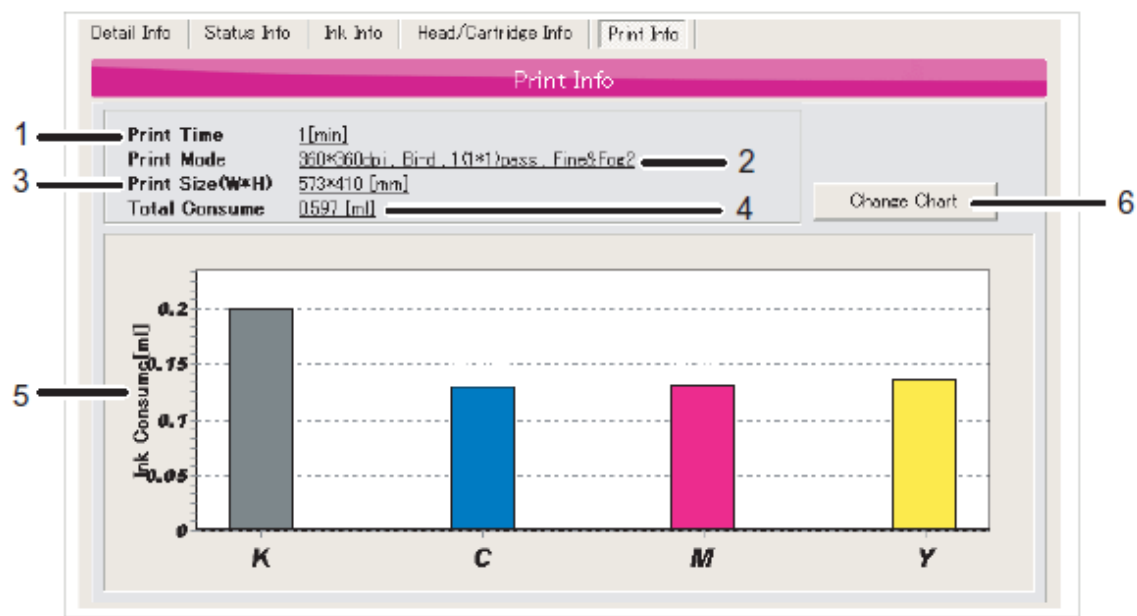 Detail Info Status Info Ink Info Head/Cartridge Info Print Info
Print Info
1 Print Time 1[min]
Print Mode 360*360dpi, Bi-d, 1(1*1)pass, Fine&Fog2 2
3 Print Size(W*H) 573*410 [mm]
Total Consume 0.597 [ml] 4
Change Chart 6
5 Ink Consume[ml]
0.2
0.15
0.1
0.05
0
K C M Y